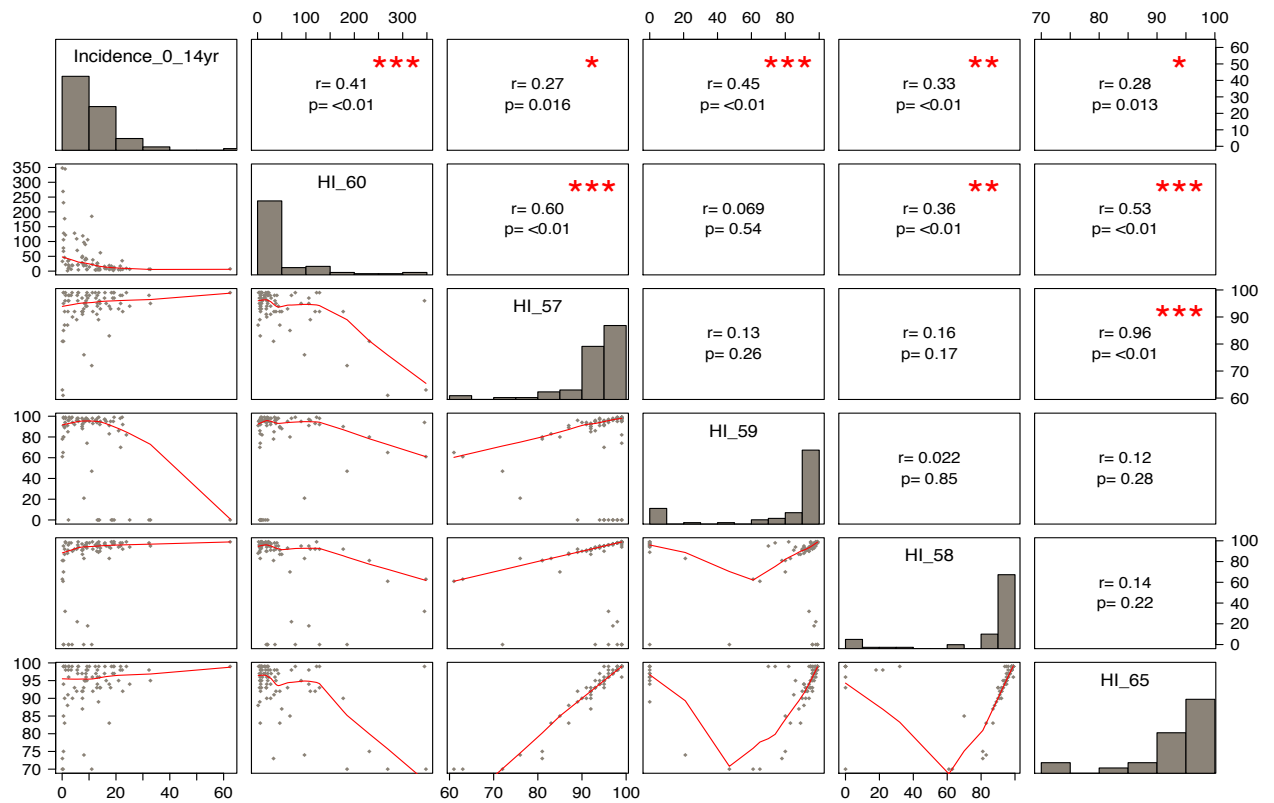 0 100 200 300
0 20 40 60 80
70 80 90 100
Incidence_0_14yr
***
r= 0.41
p= <0.01
*
r= 0.27
p= 0.016
***
r= 0.45
p= <0.01
**
r= 0.33
p= <0.01
*
r= 0.28
p= 0.013
60
50
40
30
20
10
0
350
300
250
200
150
100
50
0
HI_60
***
r= 0.60
p= <0.01
r= 0.069
p= 0.54
**
r= 0.36
p= <0.01
***
r= 0.53
p= <0.01
HI_57
r= 0.13
p= 0.26
r= 0.16
p= 0.17
***
r= 0.96
p= <0.01
100
90
80
70
60
100
80
60
40
20
0
HI_59
r= 0.022
p= 0.85
r= 0.12
p= 0.28
HI_58
r= 0.14
p= 0.22
100
80
60
40
20
0
100
95
90
85
80
75
70
HI_65
0 20 40 60
60 70 80 90 100
0 20 40 60 80